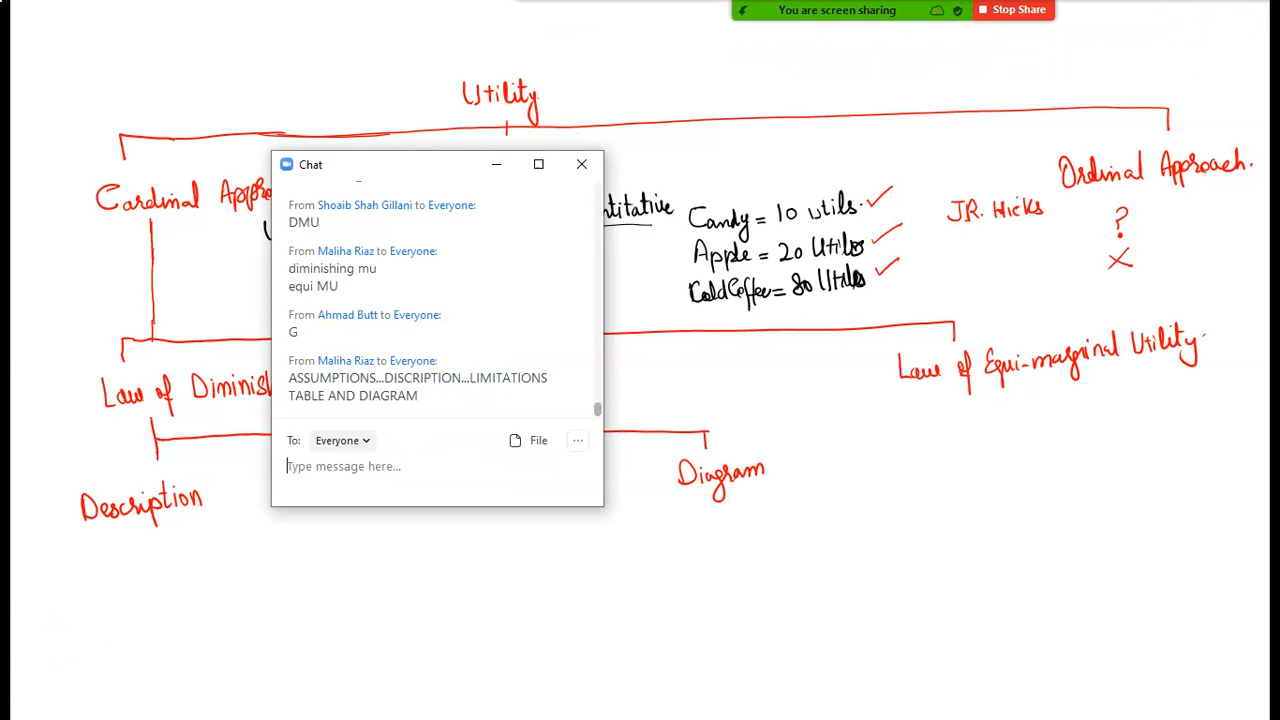 You are screen sharing
Stop Share
Utility
Cardinal Appro
Ordinal Approach.
ntitative
Candy = 10 utils.
Apple = 20 Utils
ColdCoffee = 80 Utils
J.R. Hicks
?
Chat
From Shoaib Shah Gillani to Everyone:
DMU
From Maliha Riaz to Everyone:
diminishing mu
equi MU
From Ahmad Butt to Everyone:
G
From Maliha Riaz to Everyone:
ASSUMPTIONS...DISCRIPTION...LIMITATIONS
TABLE AND DIAGRAM
To: Everyone
File
Type message here...
Law of Diminish
Law of Equi-marginal Utility.
Description
Diagram